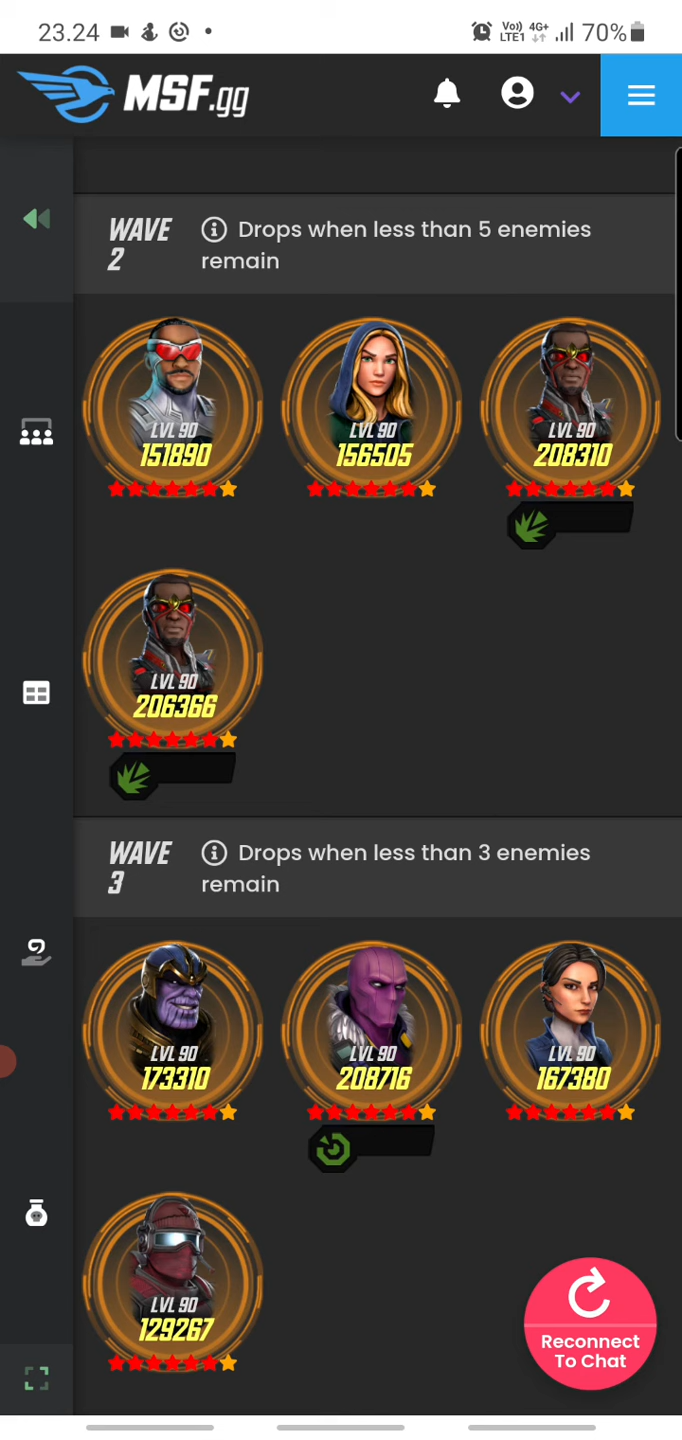 23.24
Vo) 4G+ 70%
LTE1
MSF.gg
WAVE Drops when less than 5 enemies
2 remain
LVL 90 LVL 90 LVL 90
151890 156505 208310
LVL 90
206366
WAVE Drops when less than 3 enemies
3 remain
LVL 90 LVL 90 LVL 90
173310 208716 167380
LVL 90
129267
Reconnect
To Chat